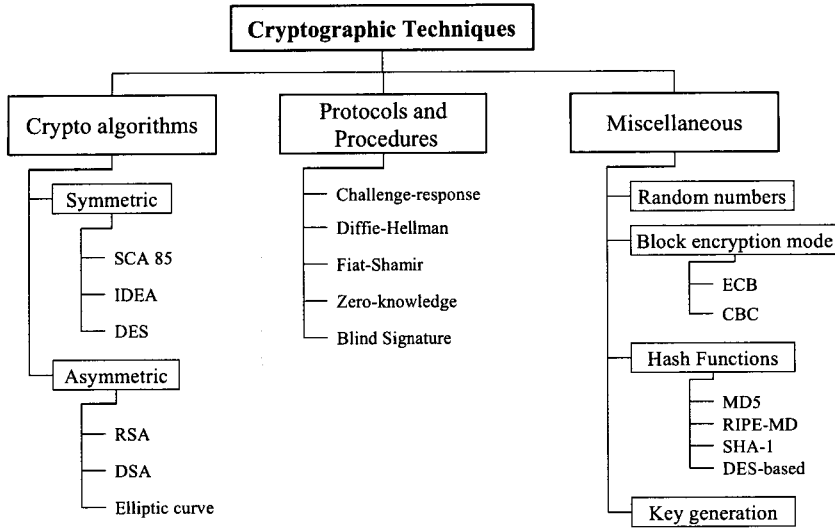 Cryptographic Techniques
Crypto algorithms
Symmetric
SCA 85
IDEA
DES
Asymmetric
RSA
DSA
Elliptic curve
Protocols and
Procedures
Challenge-response
Diffie-Hellman
Fiat-Shamir
Zero-knowledge
Blind Signature
Miscellaneous
Random numbers
Block encryption mode
ECB
CBC
Hash Functions
MD5
RIPE-MD
SHA-1
DES-based
Key generation